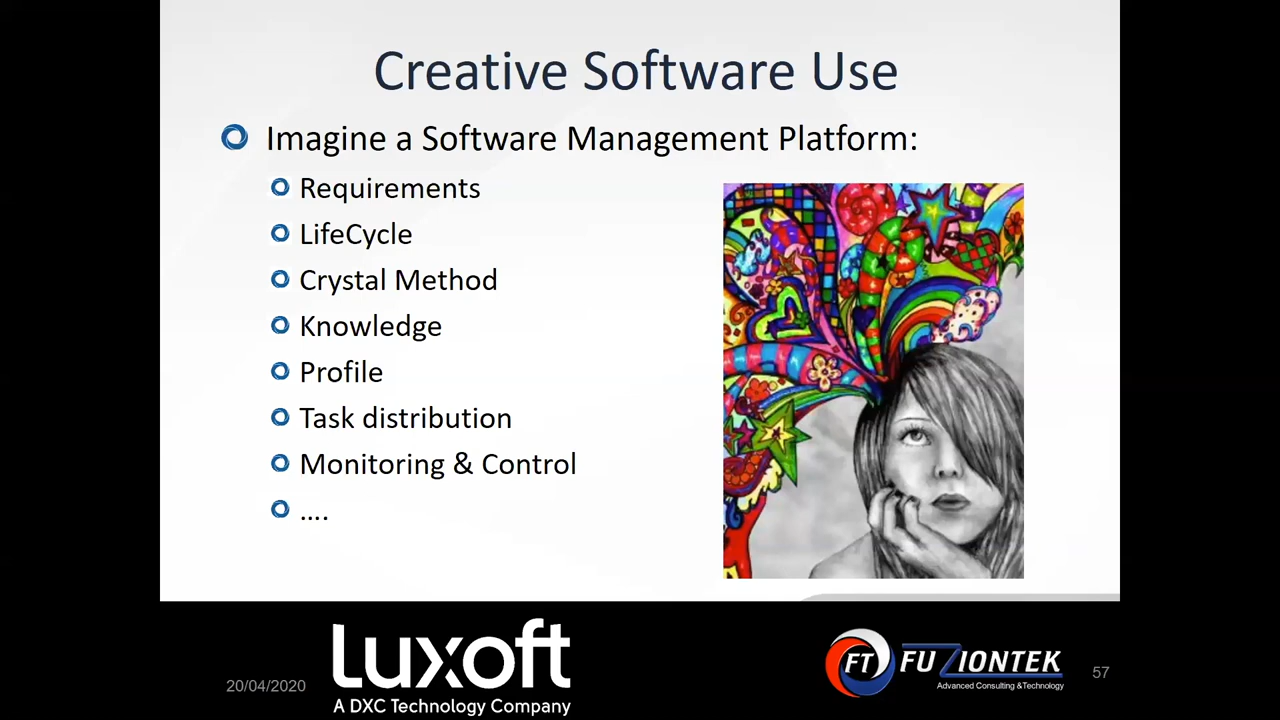 Creative Software Use
Imagine a Software Management Platform:
Requirements
LifeCycle
Crystal Method
Knowledge
Profile
Task distribution
Monitoring & Control
....
20/04/2020
Luxoft
A DXC Technology Company
FT FUZIONTEK
Advanced Consulting &Technology
57